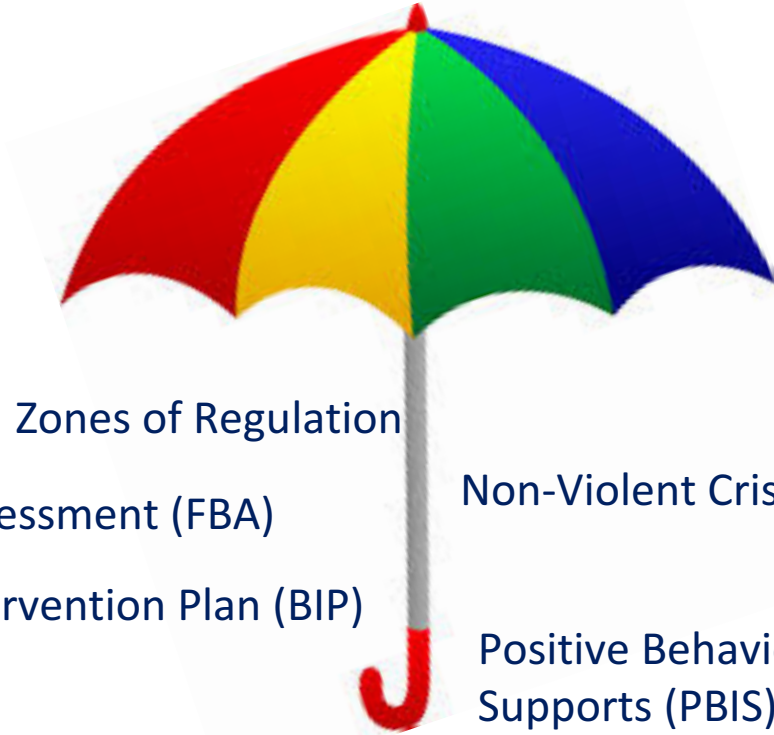 Zones of Regulation
Non-Violent Cris
essment (FBA)
rvention Plan (BIP)
Positive Behavi
Supports (PBIS)